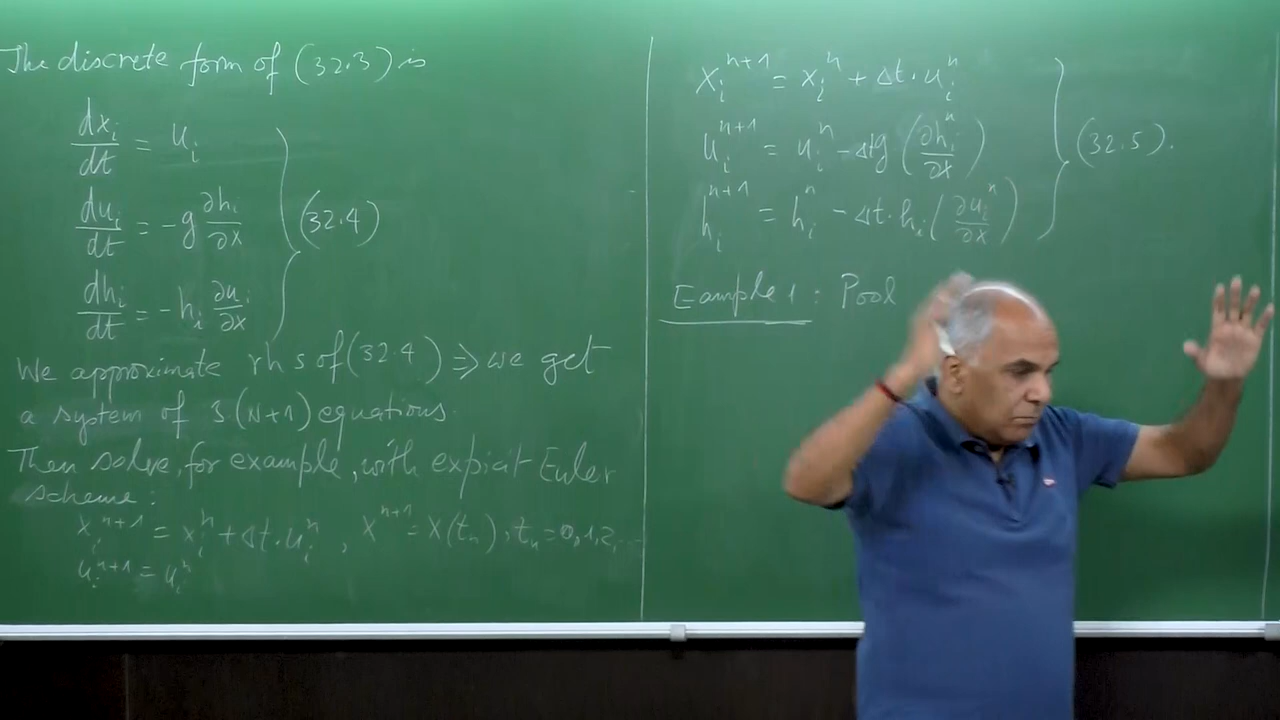 The discrete form of (32.3) is
dx_i/dt = u_i
du_i/dt = -g ∂h_i/∂x
dh_i/dt = -h_i ∂u_i/∂x
(32.4)
We approximate rhs of (32.4) ⇒ we get
a system of 3(N+1) equations.
Then solve, for example, with expicit Euler
scheme:
x_i^{n+1} = x_i^n + Δt·u_i^n , x^{n+1} = x(t_n), t_n = 0,1,2,...
u_i^{n+1} = u_i^n
x_i^{n+1} = x_i^n + Δt·u_i^n
u_i^{n+1} = u_i^n - Δtg (∂h_i^n/∂x)
h_i^{n+1} = h_i^n - Δt·h_i (∂u_i^n/∂x)
(32.5).
Eample 1 : Pool